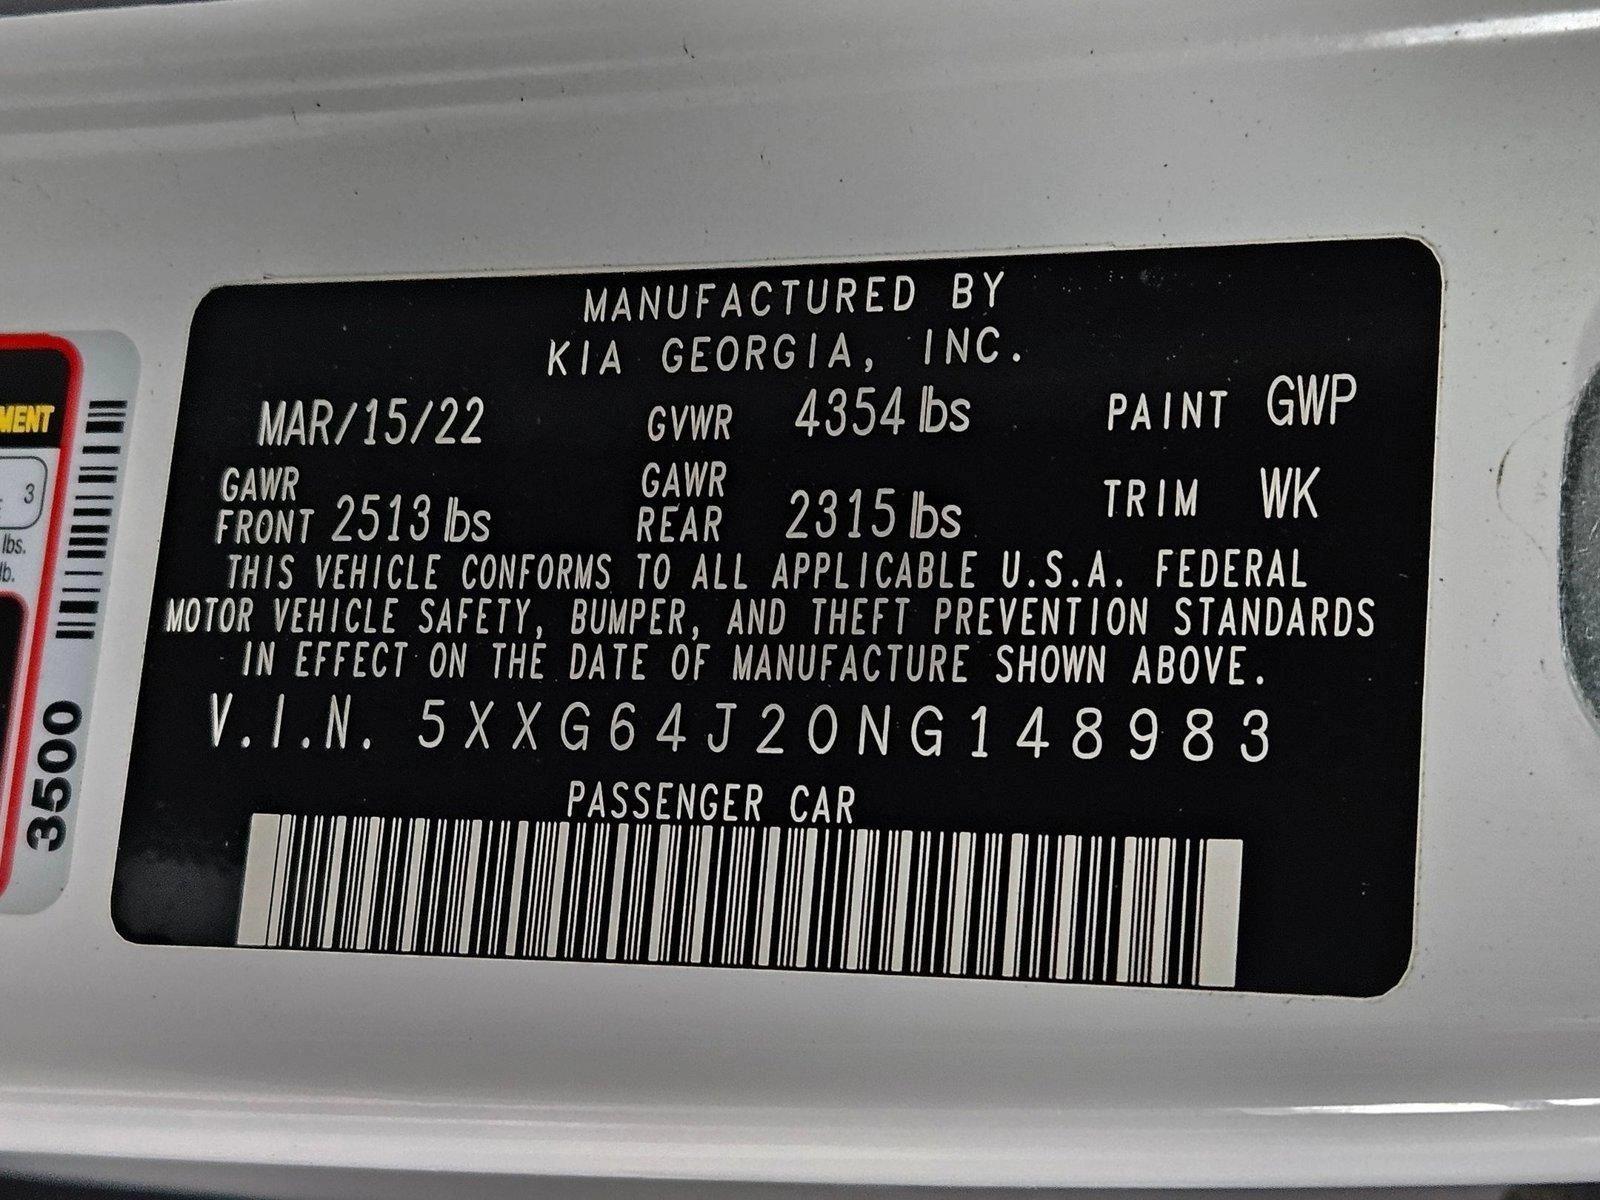 MANUFACTURED BY
KIA GEORGIA, INC.
MAR/15/22 GVWR 4354 lbs PAINT GWP
GAWR FRONT 2513 lbs GAWR REAR 2315 lbs TRIM WK
THIS VEHICLE CONFORMS TO ALL APPLICABLE U.S.A. FEDERAL
MOTOR VEHICLE SAFETY, BUMPER, AND THEFT PREVENTION STANDARDS
IN EFFECT ON THE DATE OF MANUFACTURE SHOWN ABOVE.
V.I.N. 5XXG64J20NG148983
PASSENGER CAR
3
lbs.
3500